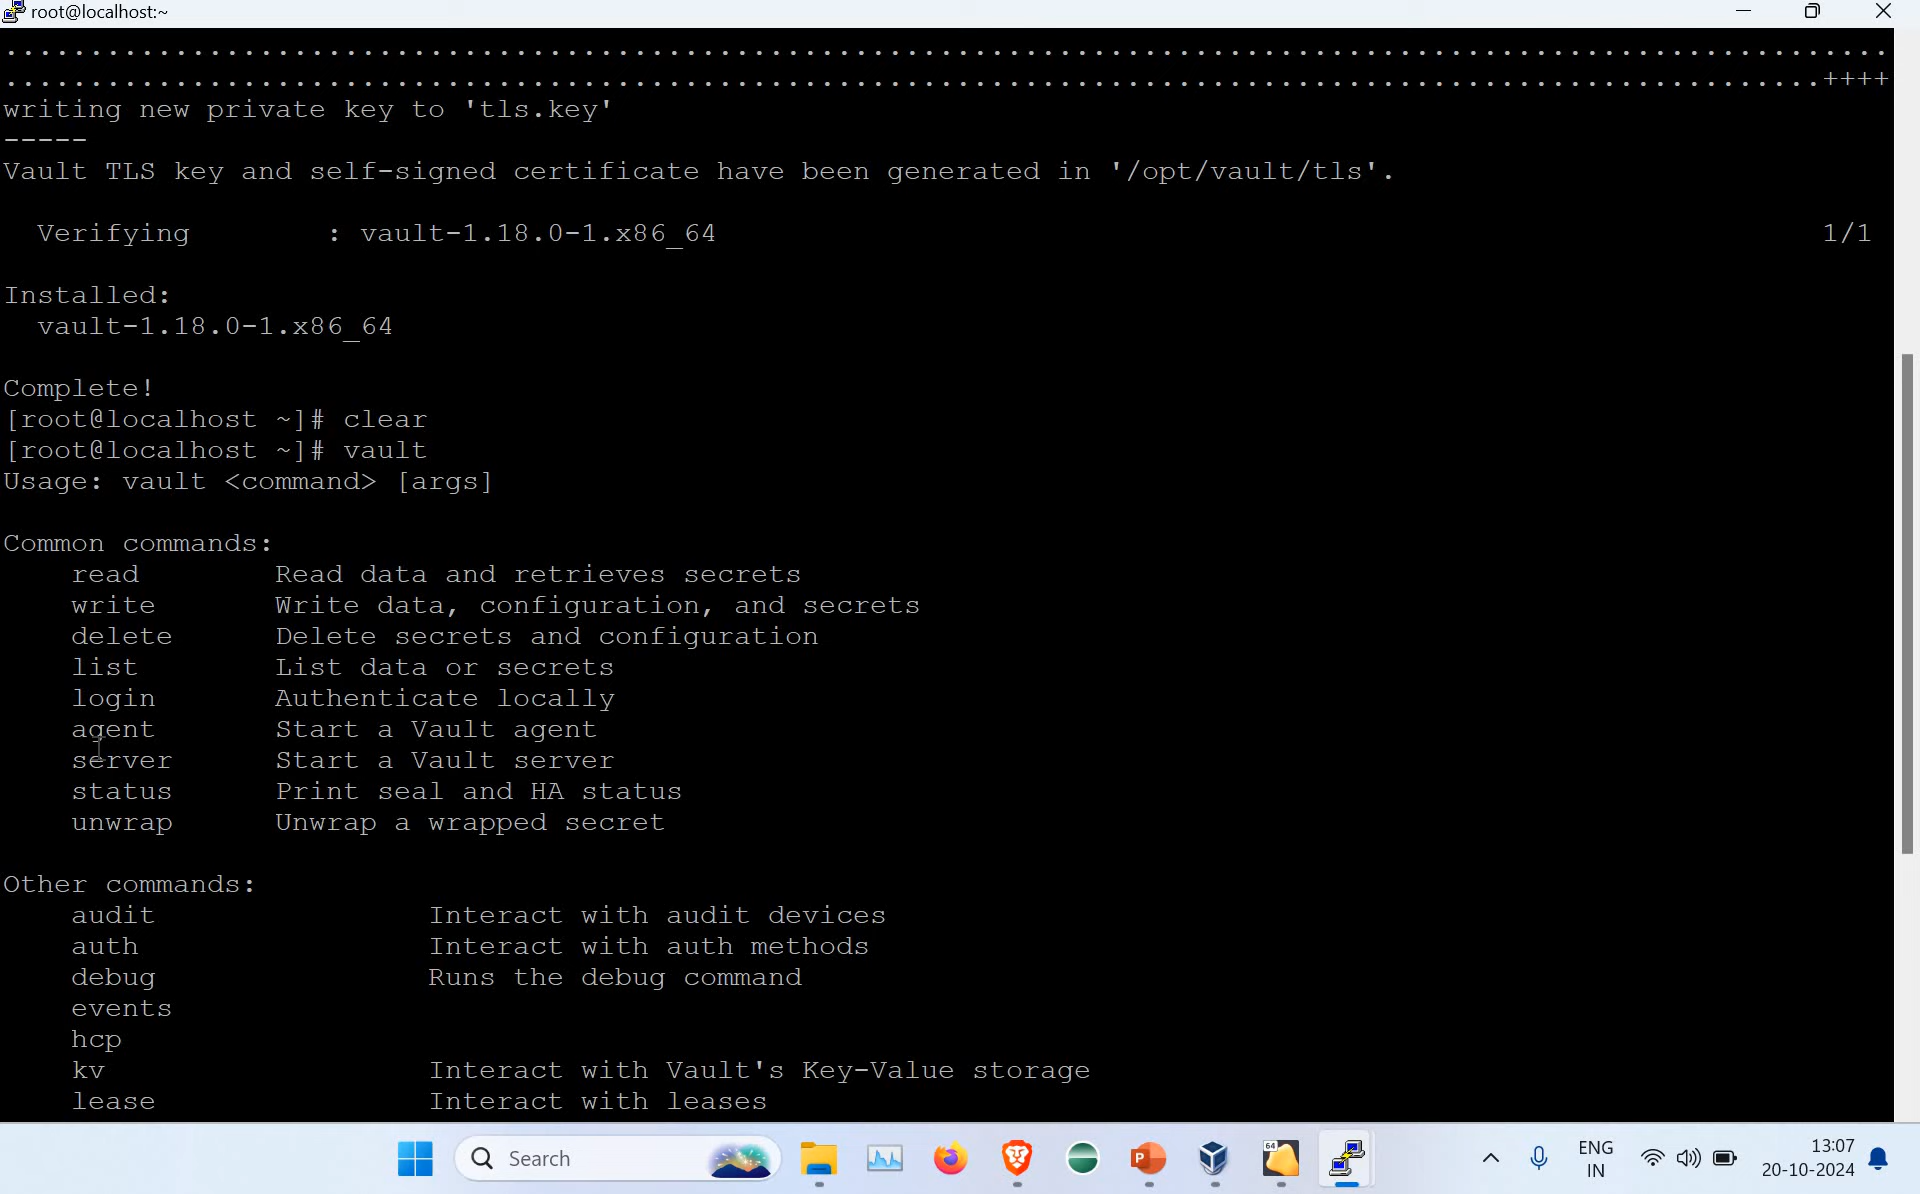 root@localhost:~
................................................................................................................
............................................................................................................++++
writing new private key to 'tls.key'
-----
Vault TLS key and self-signed certificate have been generated in '/opt/vault/tls'.
Verifying        : vault-1.18.0-1.x86_64                                                                 1/1
Installed:
vault-1.18.0-1.x86_64
Complete!
[root@localhost ~]# clear
[root@localhost ~]# vault
Usage: vault <command> [args]
Common commands:
read        Read data and retrieves secrets
write       Write data, configuration, and secrets
delete      Delete secrets and configuration
list        List data or secrets
login       Authenticate locally
agent       Start a Vault agent
server      Start a Vault server
status      Print seal and HA status
unwrap      Unwrap a wrapped secret
Other commands:
audit                Interact with audit devices
auth                 Interact with auth methods
debug                Runs the debug command
events
hcp
kv                   Interact with Vault's Key-Value storage
lease                Interact with leases
Search
64
P
ENG
IN
13:07
20-10-2024